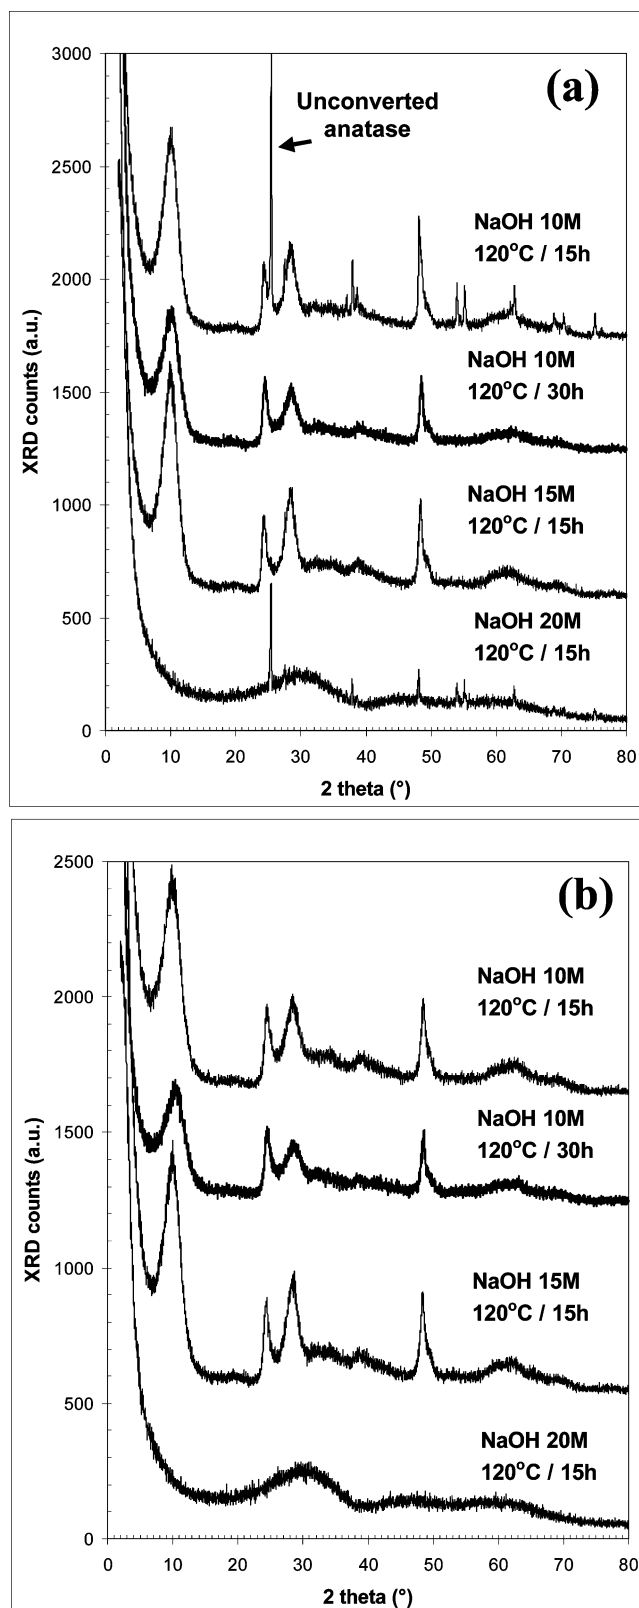 (a)
3000
2500
2000
1500
1000
500
0
XRD counts (a.u.)
Unconverted
anatase
NaOH 10M
120°C / 15h
NaOH 10M
120°C / 30h
NaOH 15M
120°C / 15h
NaOH 20M
120°C / 15h
0 10 20 30 40 50 60 70 80
2 theta (°)
(b)
2500
2000
1500
1000
500
0
XRD counts (a.u.)
NaOH 10M
120°C / 15h
NaOH 10M
120°C / 30h
NaOH 15M
120°C / 15h
NaOH 20M
120°C / 15h
0 10 20 30 40 50 60 70 80
2 theta (°)